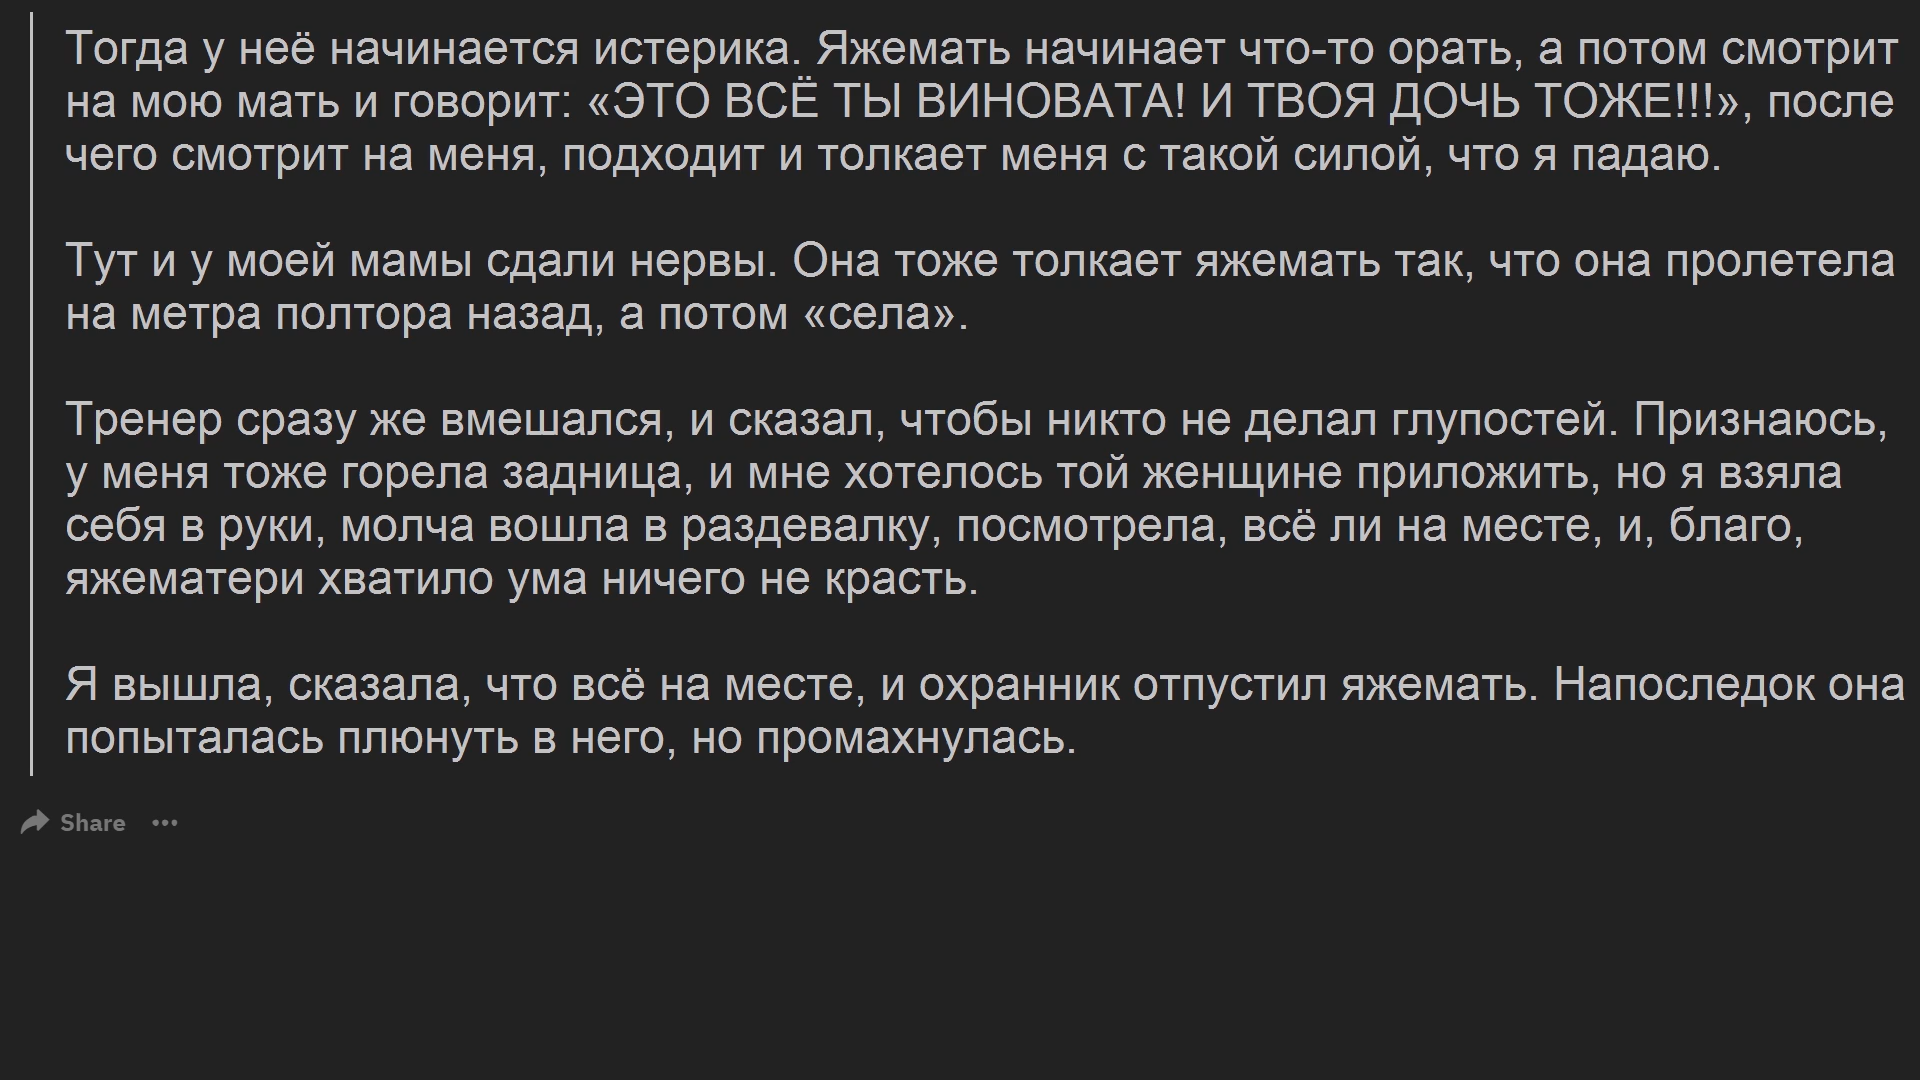 Тогда у неё начинается истерика. Яжемать начинает что-то орать, а потом смотрит
на мою мать и говорит: «ЭТО ВСЁ ТЫ ВИНОВАТА! И ТВОЯ ДОЧЬ ТОЖЕ!!!», после
чего смотрит на меня, подходит и толкает меня с такой силой, что я падаю.
Тут и у моей мамы сдали нервы. Она тоже толкает яжемать так, что она пролетела
на метра полтора назад, а потом «села».
Тренер сразу же вмешался, и сказал, чтобы никто не делал глупостей. Признаюсь,
у меня тоже горела задница, и мне хотелось той женщине приложить, но я взяла
себя в руки, молча вошла в раздевалку, посмотрела, всё ли на месте, и, благо,
яжематери хватило ума ничего не красть.
Я вышла, сказала, что всё на месте, и охранник отпустил яжемать. Напоследок она
попыталась плюнуть в него, но промахнулась.
Share ...